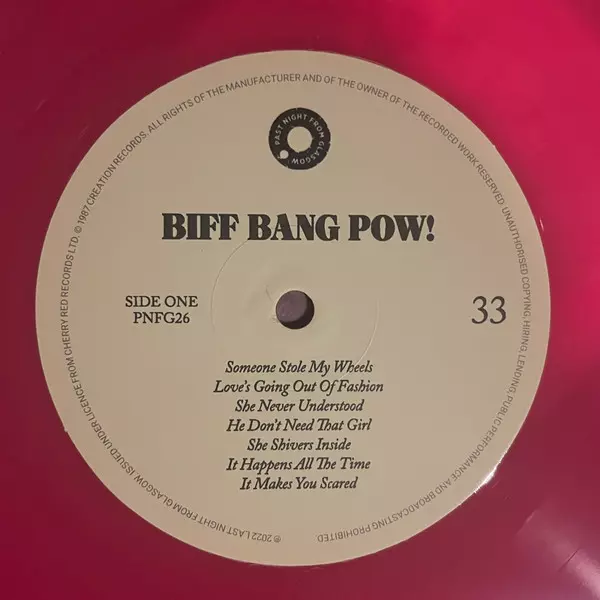 © 1987 CREATION RECORDS. ALL RIGHTS OF THE MANUFACTURER AND OF THE OWNER OF THE RECORDED WORK RESERVED. UNAUTHORISED COPYING, HIRING, LENDING, PUBLIC PERFORMANCE AND BROADCASTING PROHIBITED
PAST NIGHT FROM GLASGOW
BIFF BANG POW!
SIDE ONE
PNFG26
33
Someone Stole My Wheels
Love's Going Out Of Fashion
She Never Understood
He Don't Need That Girl
She Shivers Inside
It Happens All The Time
It Makes You Scared
℗ 2022 LAST NIGHT FROM GLASGOW. ISSUED UNDER LICENCE FROM CHERRY RED RECORDS LTD.